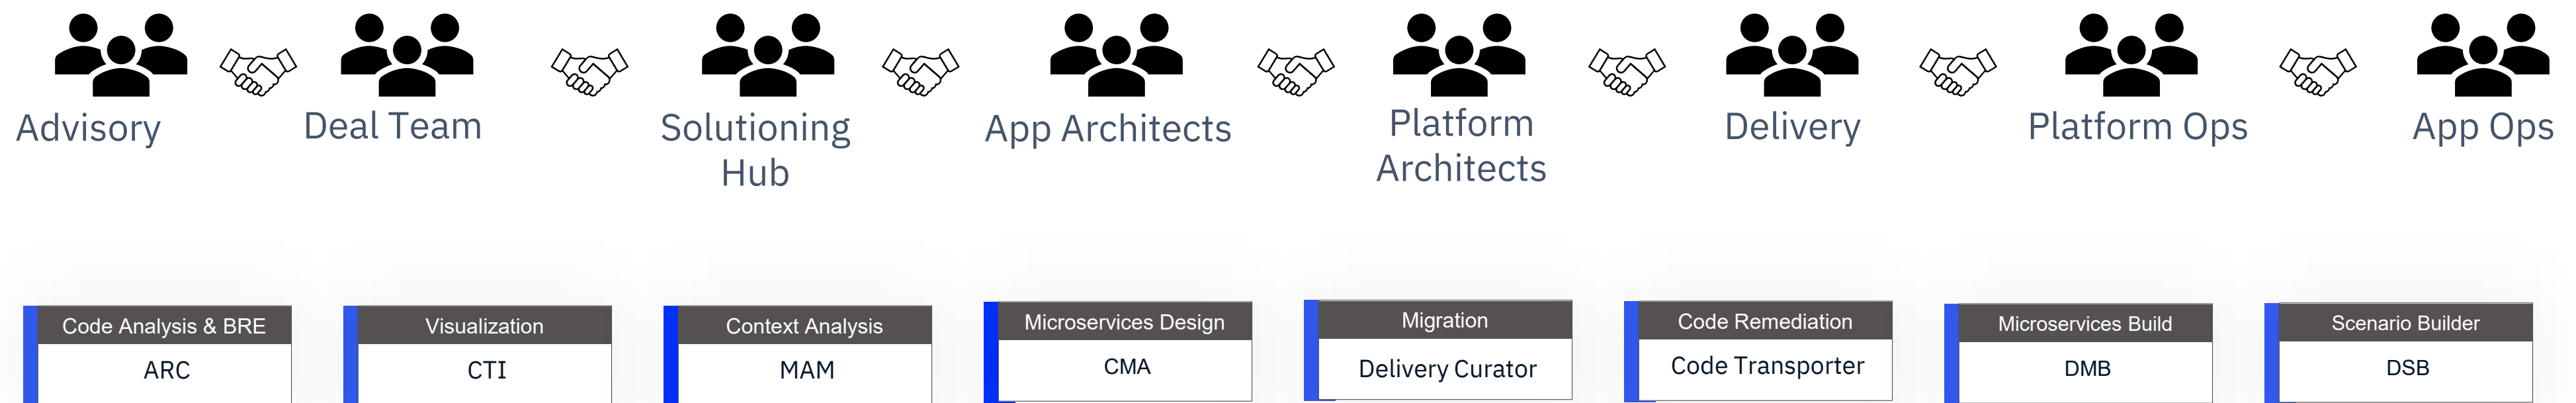 Advisory
Deal Team
Solutioning
Hub
App Architects
Platform
Architects
Delivery
Platform Ops
App Ops
Code Analysis & BRE
ARC
Visualization
CTI
Context Analysis
MAM
Microservices Design
CMA
Migration
Delivery Curator
Code Remediation
Code Transporter
Microservices Build
DMB
Scenario Builder
DSB